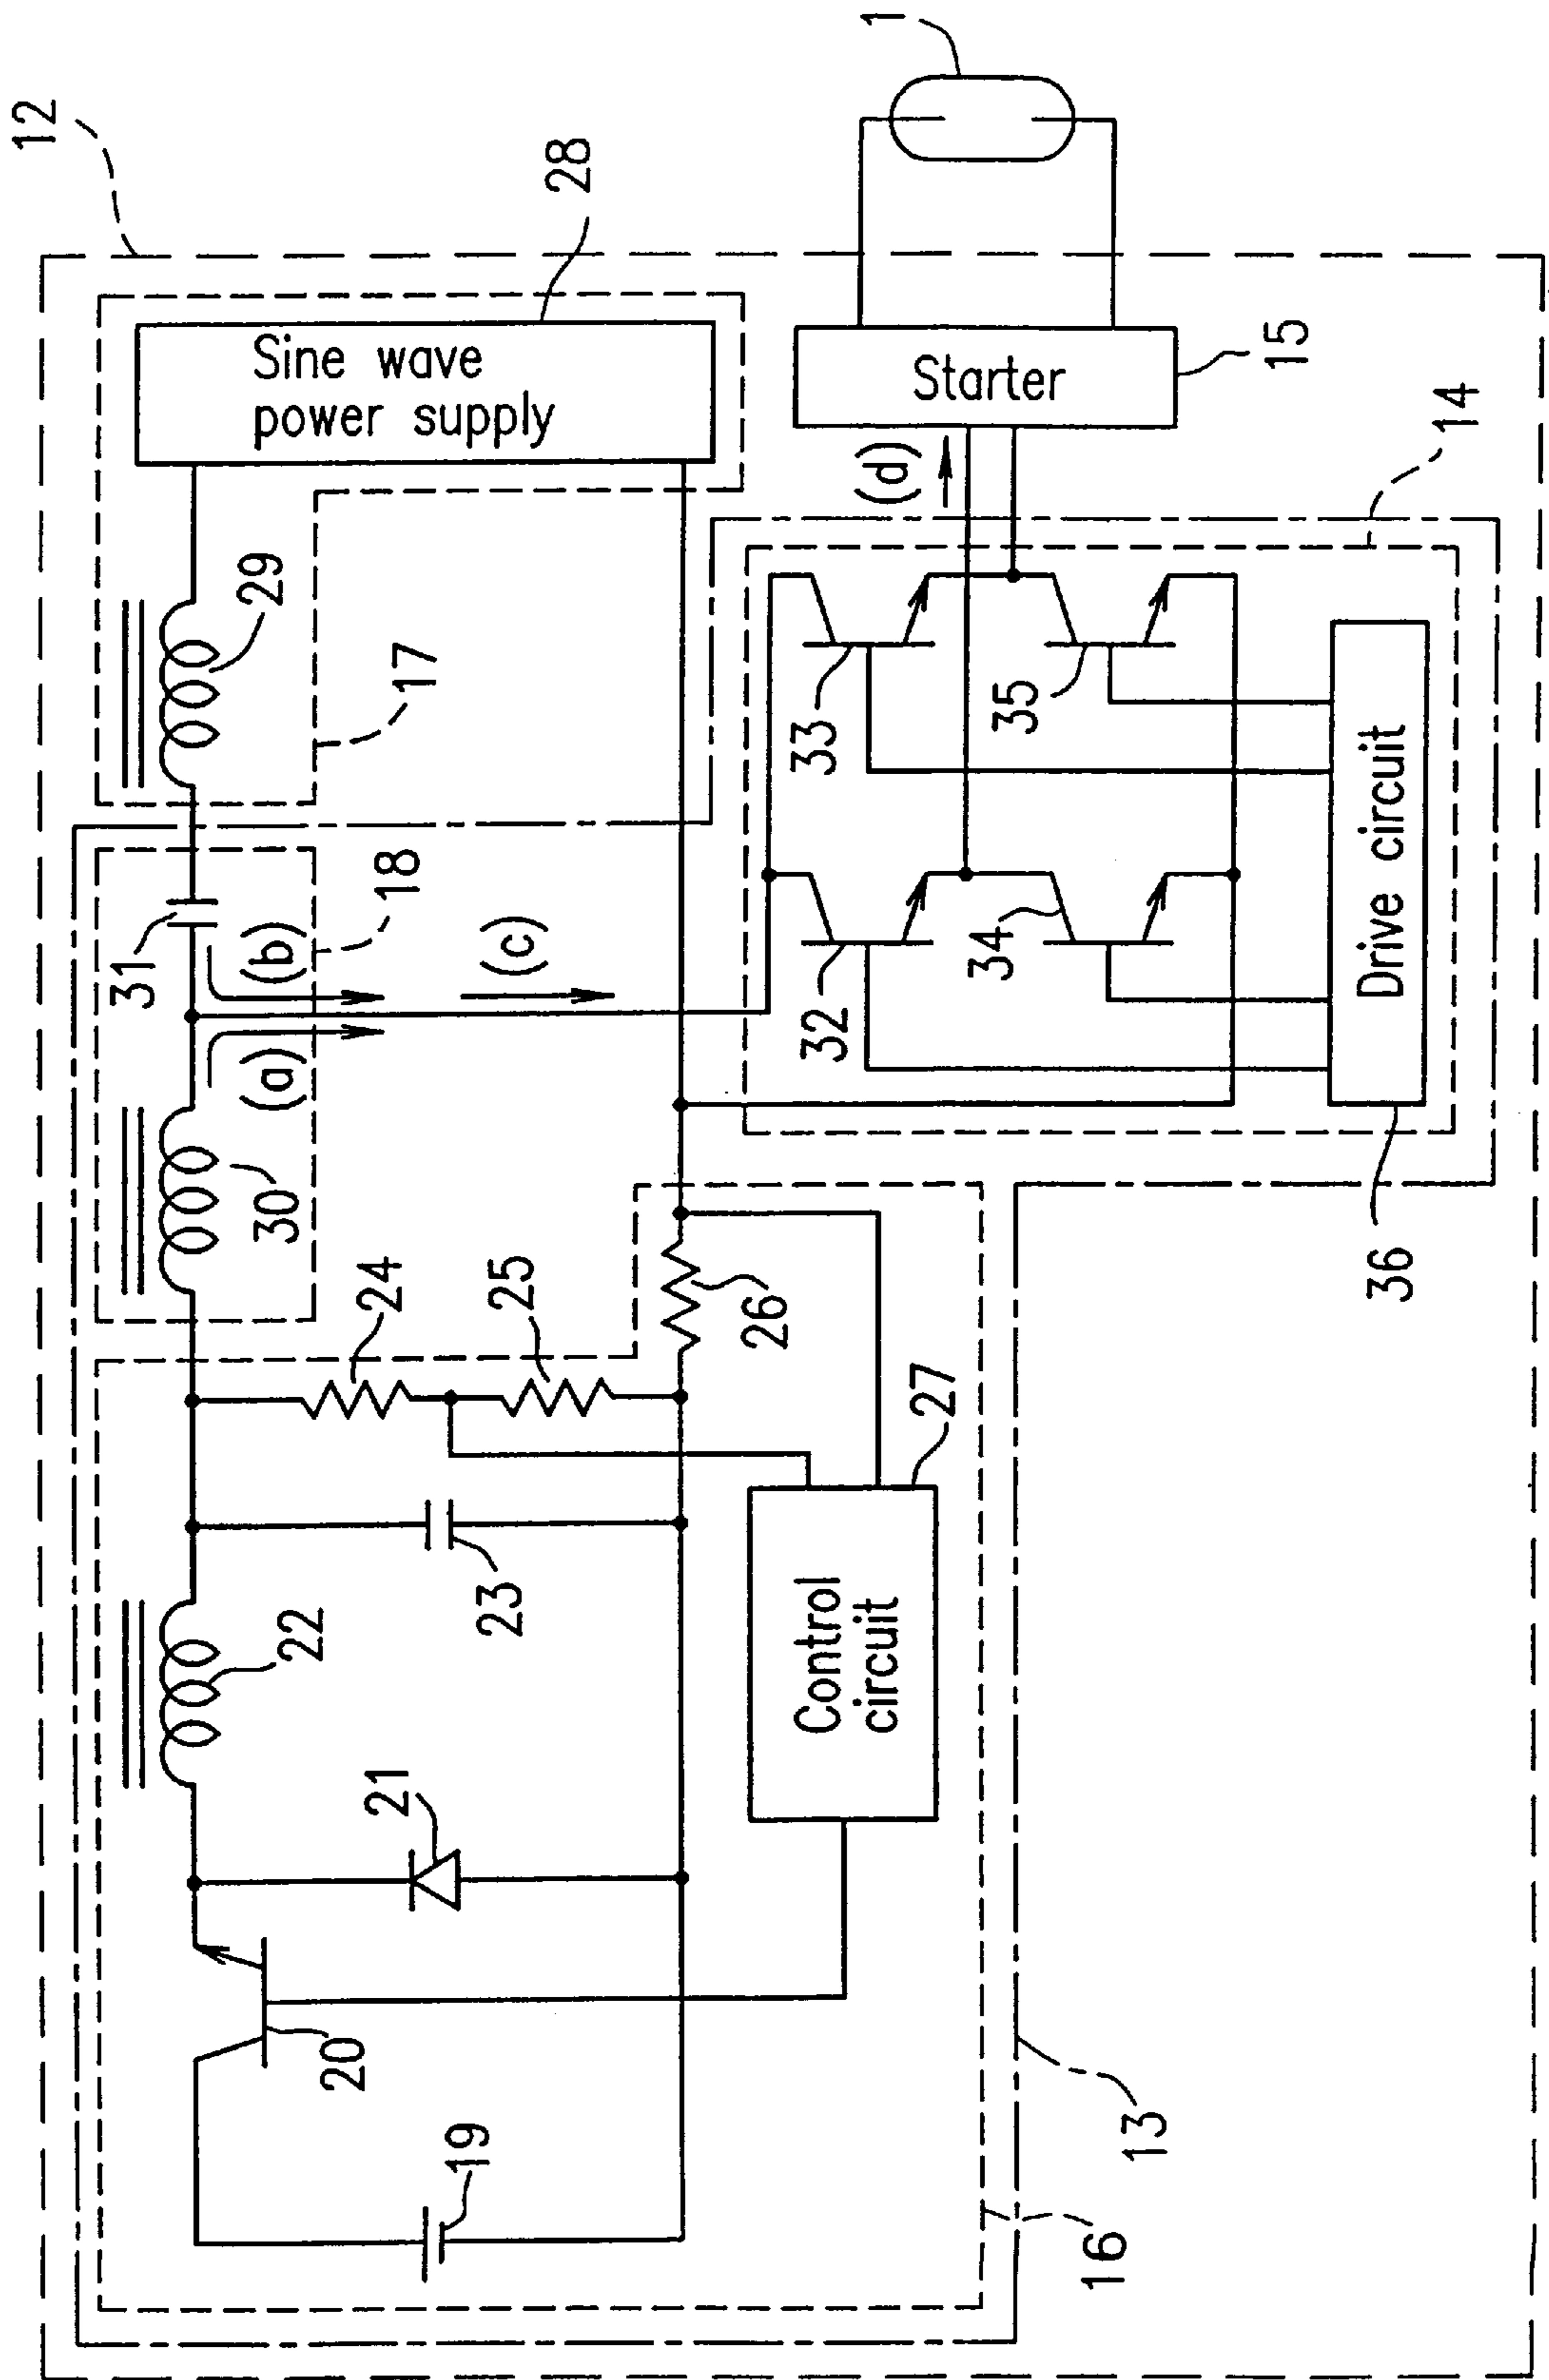 12
28
Sine wave
power supply
1
29
17
Starter
15
(d)
14
31
(b)
18
(c)
(a)
30
33
35
32
34
Drive circuit
36
24
25
26
27
22
23
Control
circuit
21
20
19
13
16